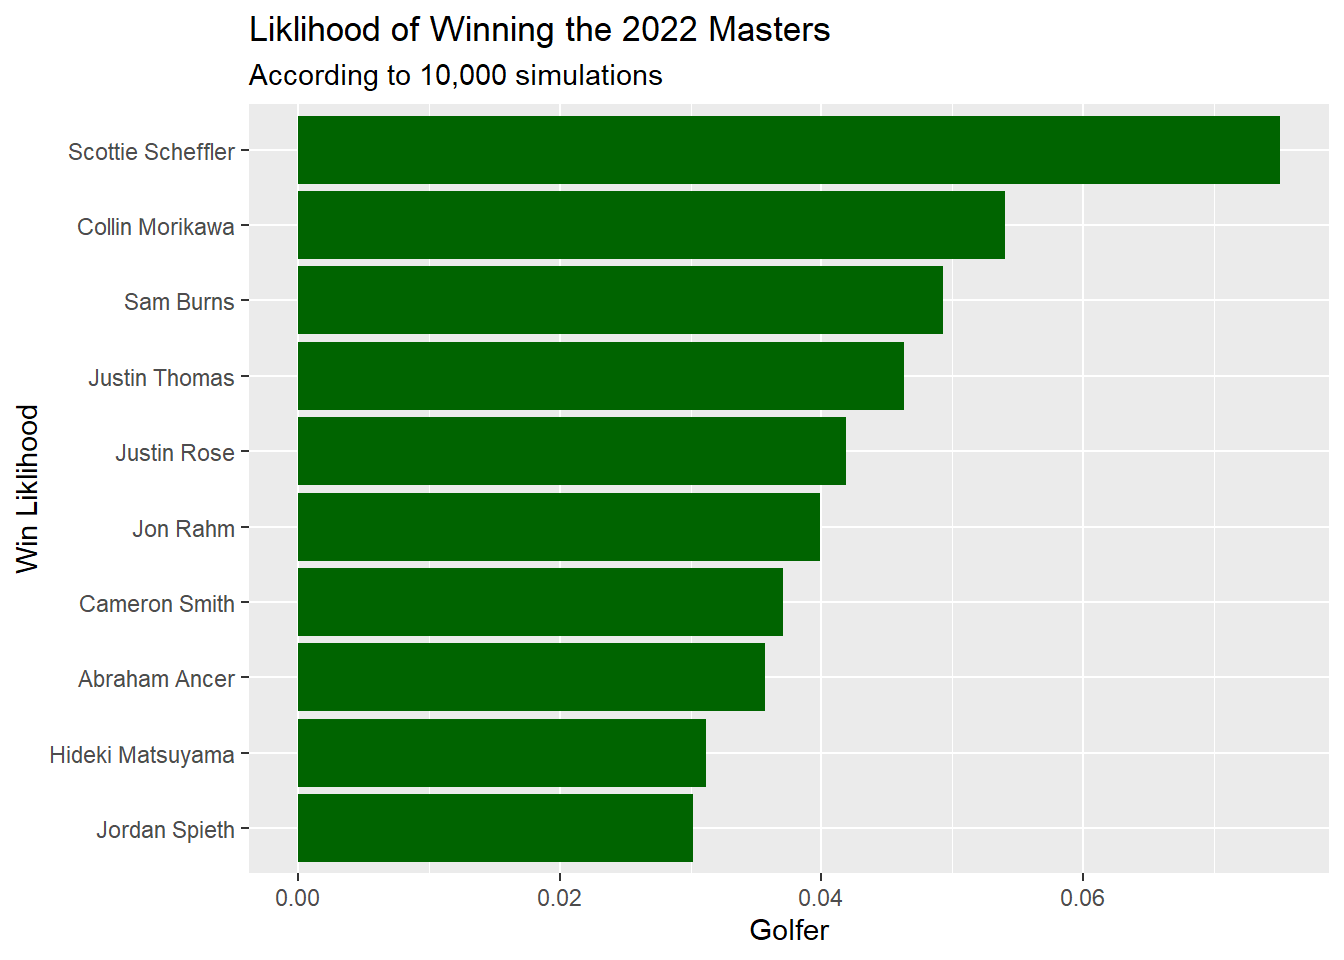 Liklihood of Winning the 2022 Masters
According to 10,000 simulations
Win Liklihood
Scottie Scheffler
Collin Morikawa
Sam Burns
Justin Thomas
Justin Rose
Jon Rahm
Cameron Smith
Abraham Ancer
Hideki Matsuyama
Jordan Spieth
0.00 0.02 0.04 0.06
Golfer